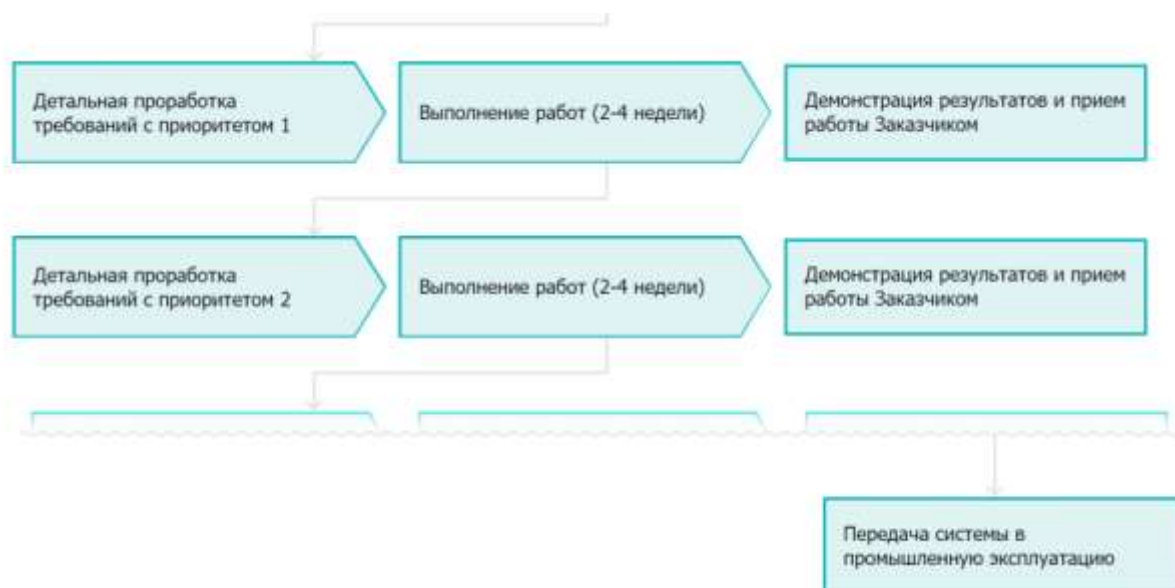 Детальная проработка
требований с приоритетом 1
Выполнение работ (2-4 недели)
Демонстрация результатов и прием
работы Заказчиком
Детальная проработка
требований с приоритетом 2
Выполнение работ (2-4 недели)
Демонстрация результатов и прием
работы Заказчиком
Передача системы в
промышленную эксплуатацию